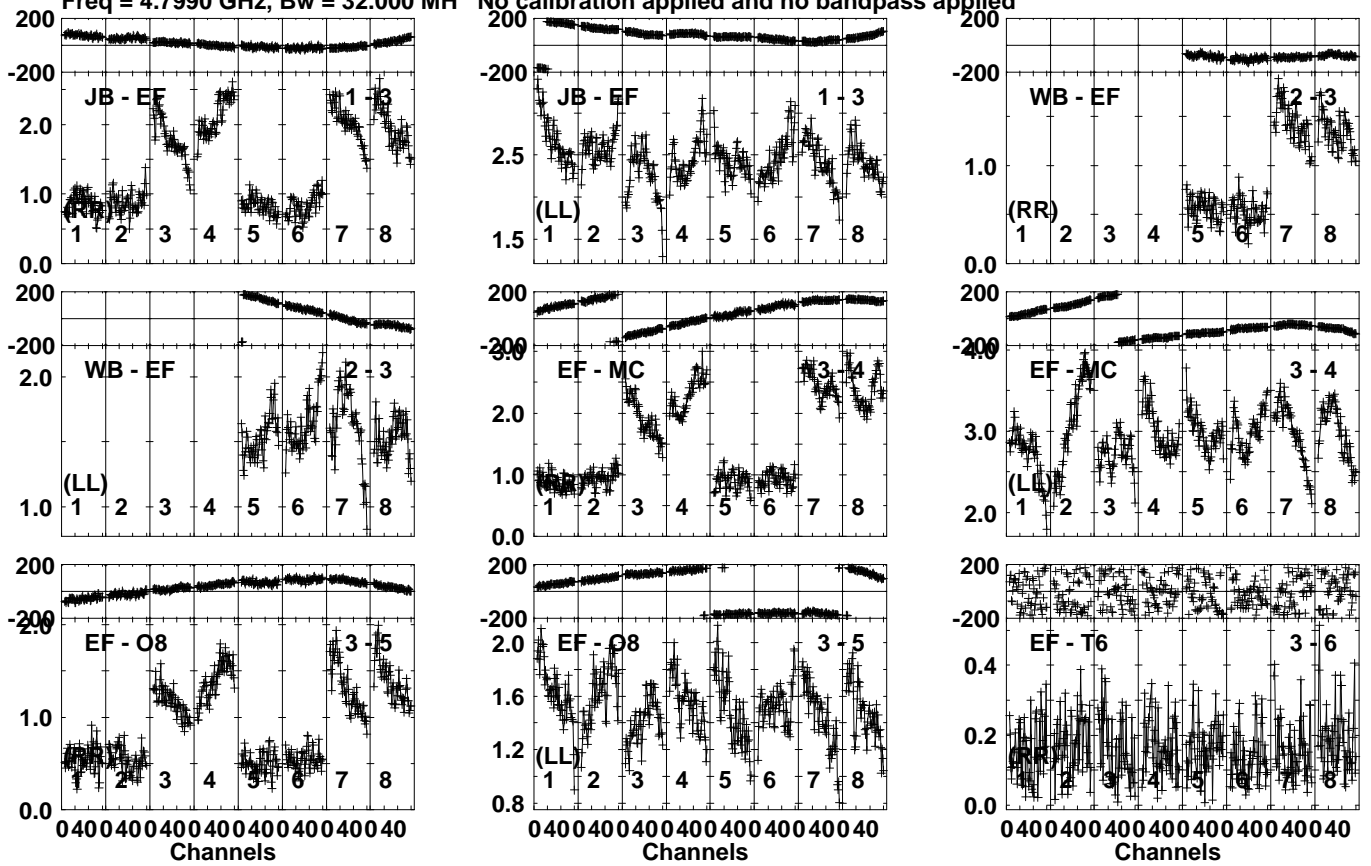 Freq = 4.7990 GHz, Bw = 32.000 MH No calibration applied and no bandpass applied
200 200 200
-200 -200 -200
JB - EF 1 - 3 JB - EF 1 - 3 WB - EF 2 - 3
2.0 2.5 1.0
1.0
(RR) (LL) (RR)
1 2 3 4 5 6 7 8 1 2 3 4 5 6 7 8 1 2 3 4 5 6 7 8
1.5
0.0 0.0
200 200 200
-200 -200 -200
3.0 4.0
WB - EF 2 - 3 EF - MC 3 - 4 EF - MC 3 - 4
2.0 2.0 3.0
(LL) (RR) (LL)
1.0 1.0 2.0
1 2 3 4 5 6 7 8 1 2 3 4 5 6 7 8 1 2 3 4 5 6 7 8
0.0
200 200 200
-200 -200 -200
2.0 2.0
EF - O8 3 - 5 EF - O8 3 - 5 EF - T6 3 - 6
1.6 0.4
1.0 1.2 0.2
(RR) (LL) (RR)
1 2 3 4 5 6 7 8 1 2 3 4 5 6 7 8 1 2 3 4 5 6 7 8
0.0 0.8 0.0
0 40 0 40 0 40 0 40 0 40 0 40 0 40 0 40 0 40 0 40 0 40 0 40 0 40 0 40 0 40 0 40 0 40 0 40 0 40 0 40 0 40 0 40 0 40 0 40
Channels Channels Channels